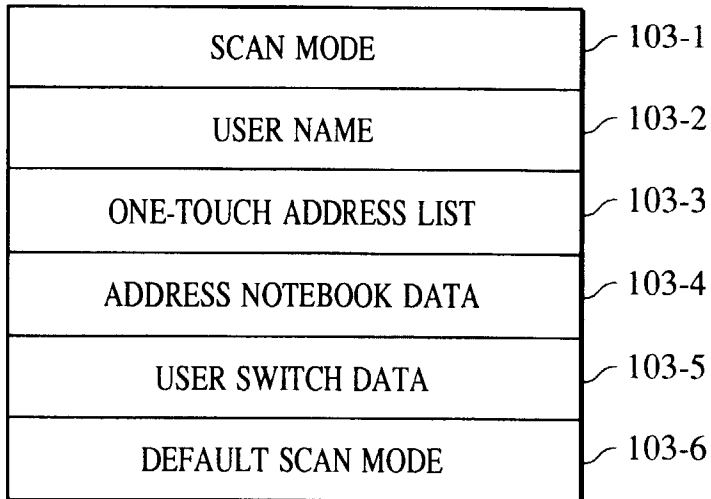 SCAN MODE 103-1
USER NAME 103-2
ONE-TOUCH ADDRESS LIST 103-3
ADDRESS NOTEBOOK DATA 103-4
USER SWITCH DATA 103-5
DEFAULT SCAN MODE 103-6